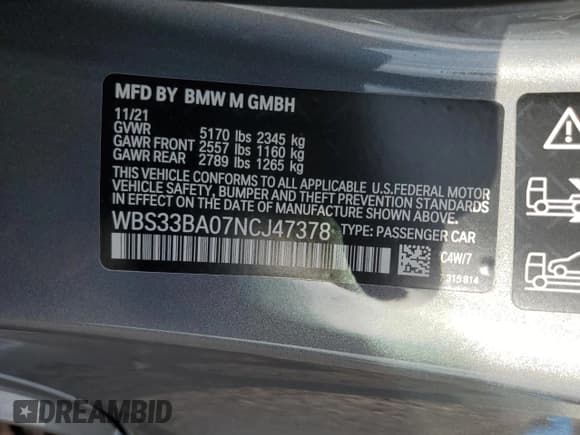 MFD BY BMW M GMBH
11/21
GVWR 5170 lbs 2345 kg
GAWR FRONT 2557 lbs 1160 kg
GAWR REAR 2789 lbs 1265 kg
THIS VEHICLE CONFORMS TO ALL APPLICABLE U.S.FEDERAL MOTOR
VEHICLE SAFETY, BUMPER AND THEFT PREVENTION STANDARDS
IN EFFECT ON THE DATE OF MANUFACTURE SHOWN ABOVE.
WBS33BA07NCJ47378 TYPE: PASSENGER CAR
C4W/7
7315814
DREAMBID